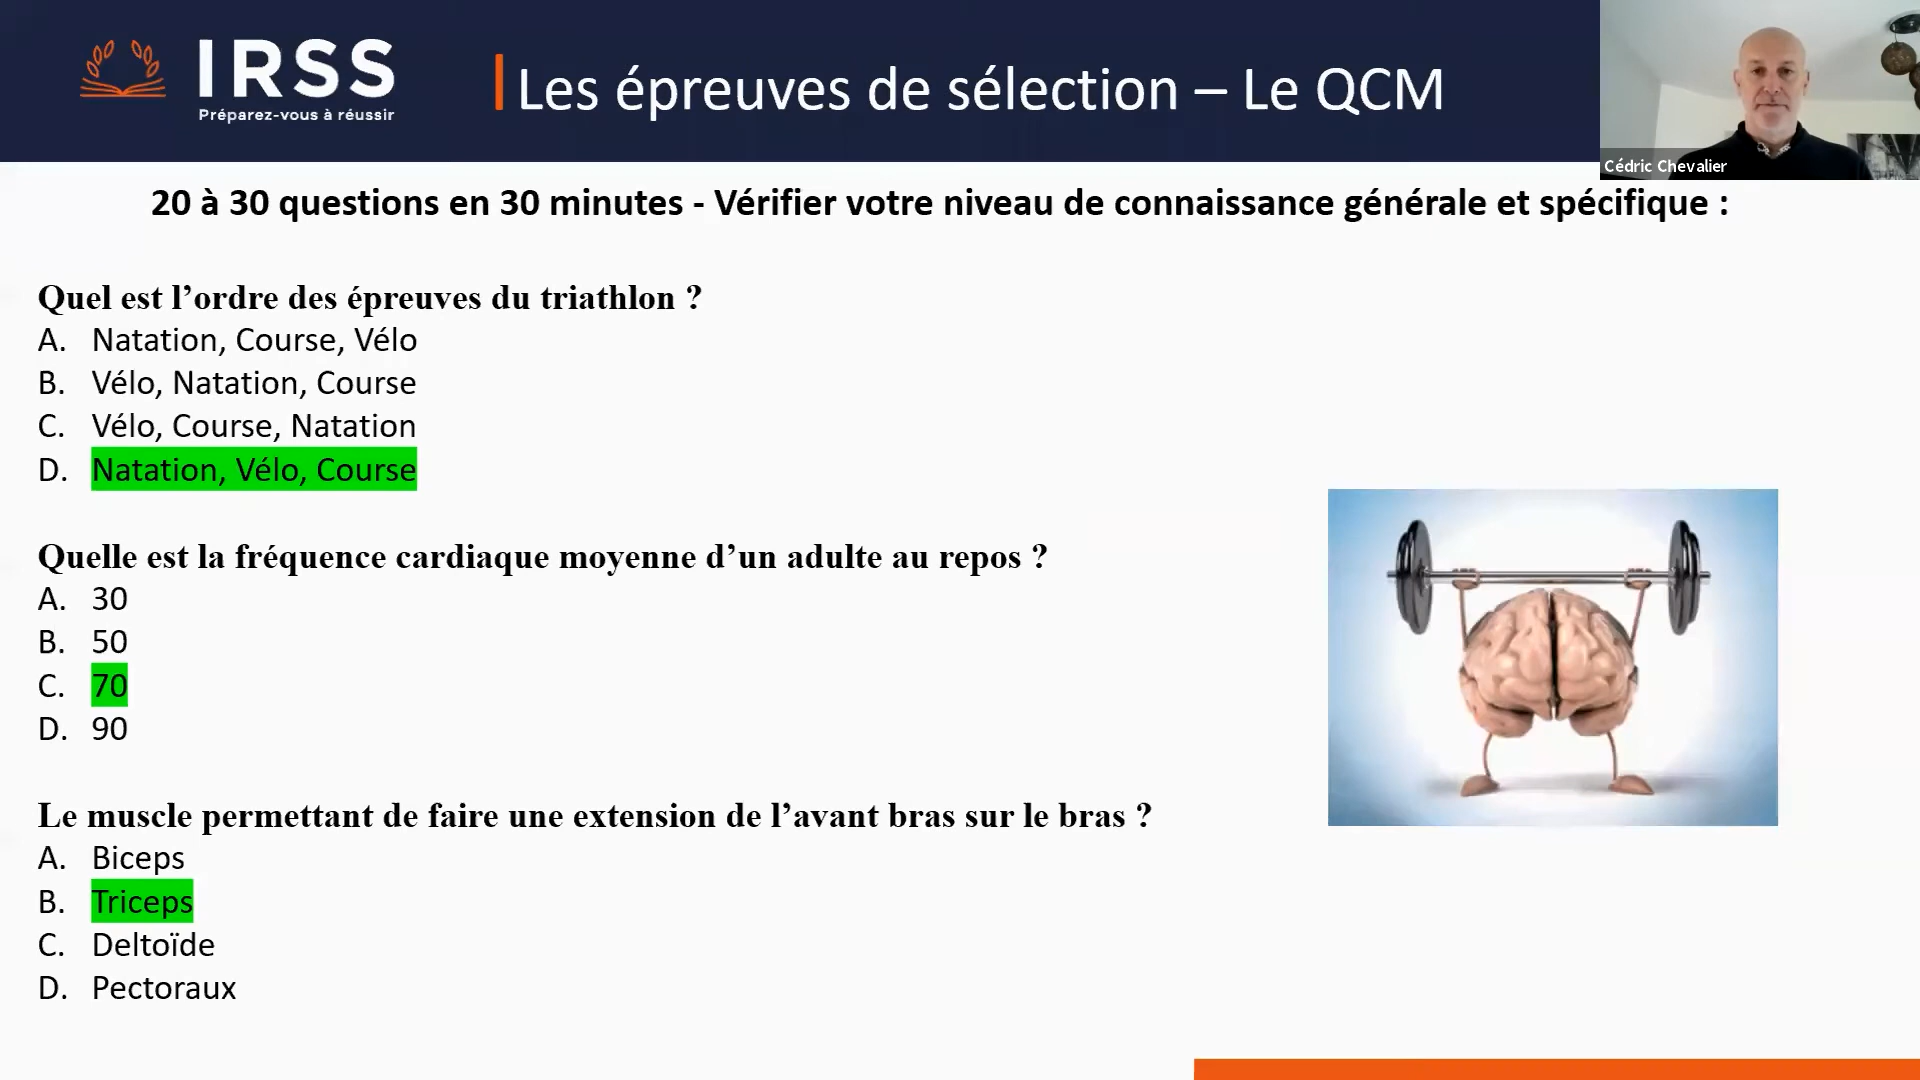 IRSS
Préparez-vous à réussir
Les épreuves de sélection – Le QCM
Cédric Chevalier
20 à 30 questions en 30 minutes - Vérifier votre niveau de connaissance générale et spécifique :
Quel est l’ordre des épreuves du triathlon ?
A. Natation, Course, Vélo
B. Vélo, Natation, Course
C. Vélo, Course, Natation
D. Natation, Vélo, Course
Quelle est la fréquence cardiaque moyenne d’un adulte au repos ?
A. 30
B. 50
C. 70
D. 90
Le muscle permettant de faire une extension de l’avant bras sur le bras ?
A. Biceps
B. Triceps
C. Deltoïde
D. Pectoraux